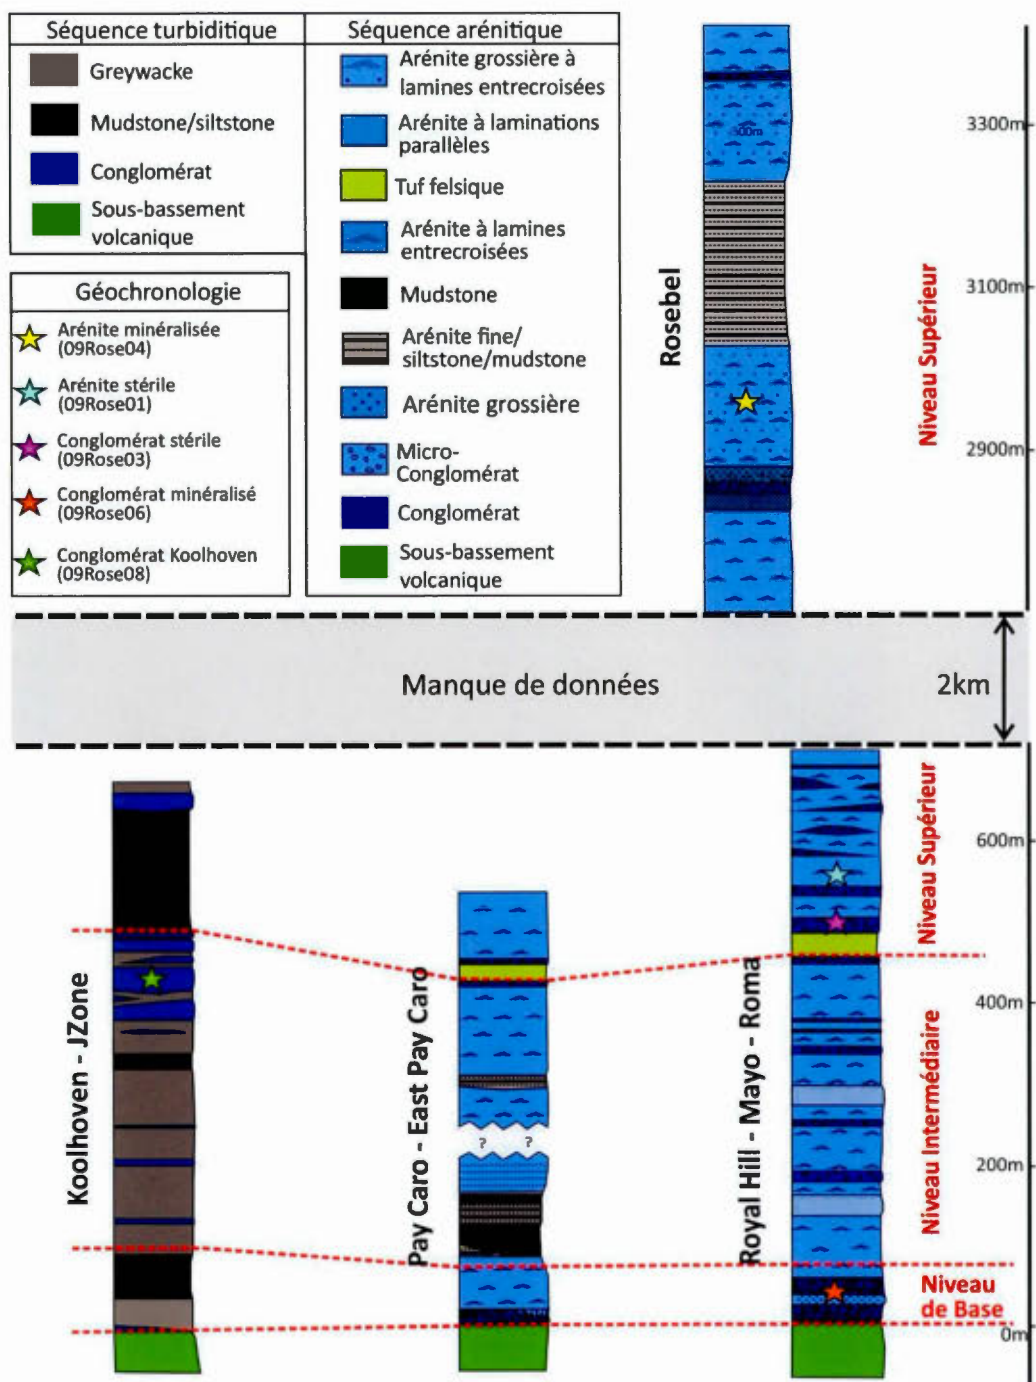 Séquence turbiditique
Greywacke
Mudstone/siltstone
Conglomérat
Sous-bassement
volcanique
Séquence arénitique
Arénite grossière à
lamines entrecroisées
Arénite à laminations
parallèles
Tuf felsique
Arénite à lamines
entrecroisées
Mudstone
Arénite fine/
siltstone/mudstone
Arénite grossière
Micro-
Conglomérat
Conglomérat
Sous-bassement
volcanique
Géochronologie
Arénite minéralisée
(09Rose04)
Arénite stérile
(09Rose01)
Conglomérat stérile
(09Rose03)
Conglomérat minéralisé
(09Rose06)
Conglomérat Koolhoven
(09Rose08)
Rosebel
Niveau Supérieur
3300m
3100m
2900m
Manque de données
2km
Koolhoven - JZone
Pay Caro - East Pay Caro
? ?
Royal Hill - Mayo - Roma
Niveau Supérieur
Niveau Intermédiaire
Niveau
de Base
600m
400m
200m
0m